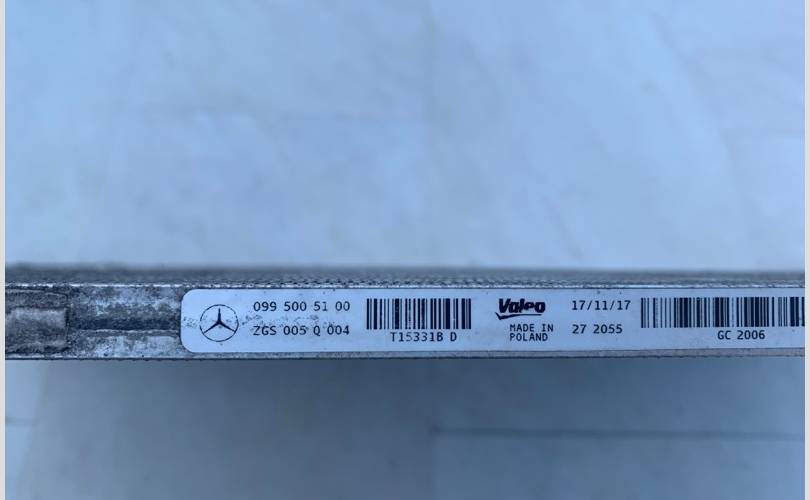 099 500 51 00
ZGS 005 Q 004
T15331B D
Valeo
MADE IN
POLAND
17/11/17
27 2055
GC 2006